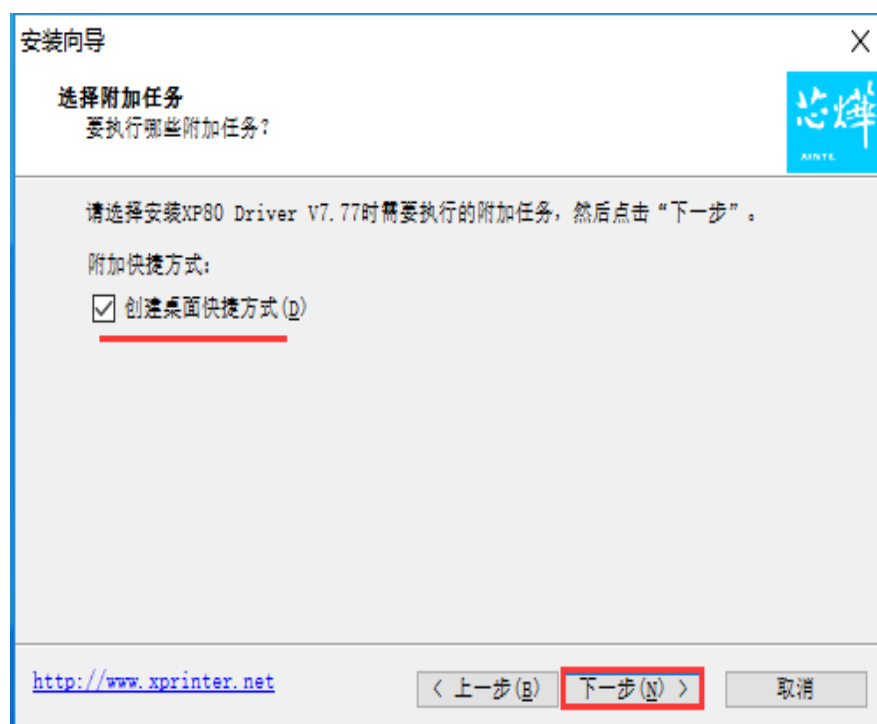 安装向导
选择附加任务
要执行哪些附加任务?
芯烨
XINYE
请选择安装XP80 Driver V7.77时需要执行的附加任务，然后点击“下一步”。
附加快捷方式:
创建桌面快捷方式(D)
http://www.xprinter.net
< 上一步(B)
下一步(N) >
取消